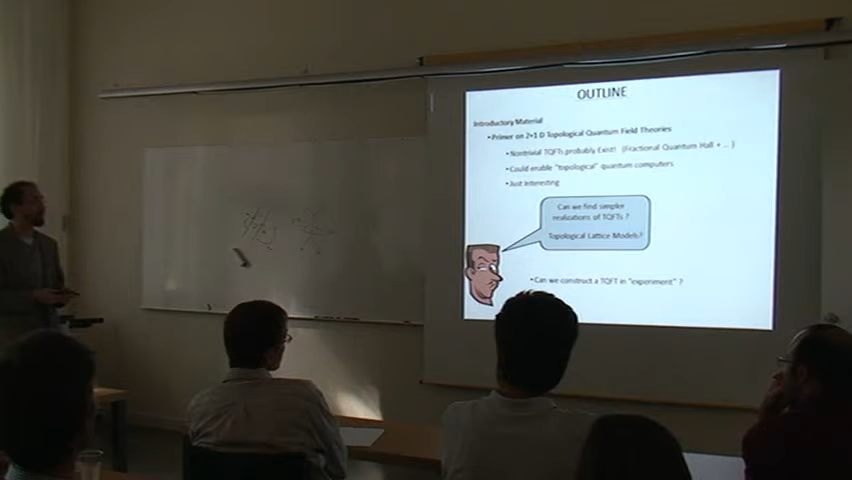 OUTLINE
Introductory Material
•Primer on 2+1 D Topological Quantum Field Theories
•Nontrivial TQFTs probably Exist! (Fractional Quantum Hall + .. )
•Could enable "topological" quantum computers
•Just Interesting
Can we find simpler
realizations of TQFTs ?
Topological Lattice Models?
•Can we construct a TQFT in "experiment" ?